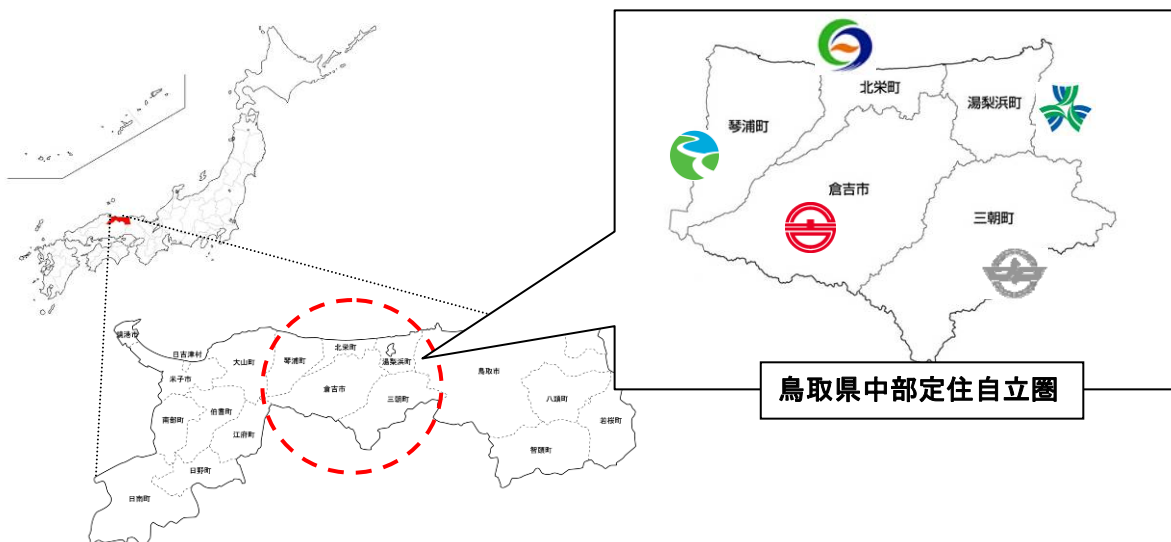 北栄町
湯梨浜町
琴浦町
倉吉市
三朝町
鳥取県中部定住自立圏
境港市
日吉津村
大山町
琴浦町
北栄町
湯梨浜町
鳥取市
米子市
倉吉市
三朝町
八頭町
若桜町
南部町
伯耆町
江府町
智頭町
日野町
日南町